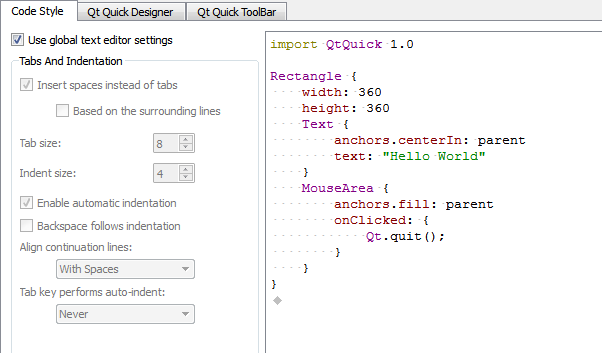 Code Style Qt Quick Designer Qt Quick ToolBar
Use global text editor settings
Tabs And Indentation
Insert spaces instead of tabs
Based on the surrounding lines
Tab size: 8
Indent size: 4
Enable automatic indentation
Backspace follows indentation
Align continuation lines:
With Spaces
Tab key performs auto-indent:
Never
import QtQuick 1.0
Rectangle {
    width: 360
    height: 360
    Text {
        anchors.centerIn: parent
        text: "Hello World"
    }
    MouseArea {
        anchors.fill: parent
        onClicked: {
            Qt.quit();
        }
    }
}